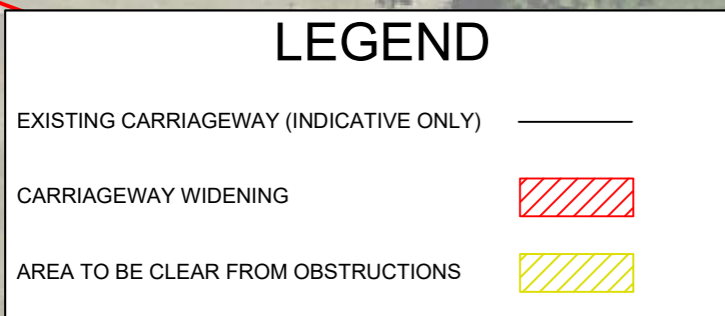 LEGEND
EXISTING CARRIAGEWAY (INDICATIVE ONLY)
CARRIAGEWAY WIDENING
AREA TO BE CLEAR FROM OBSTRUCTIONS